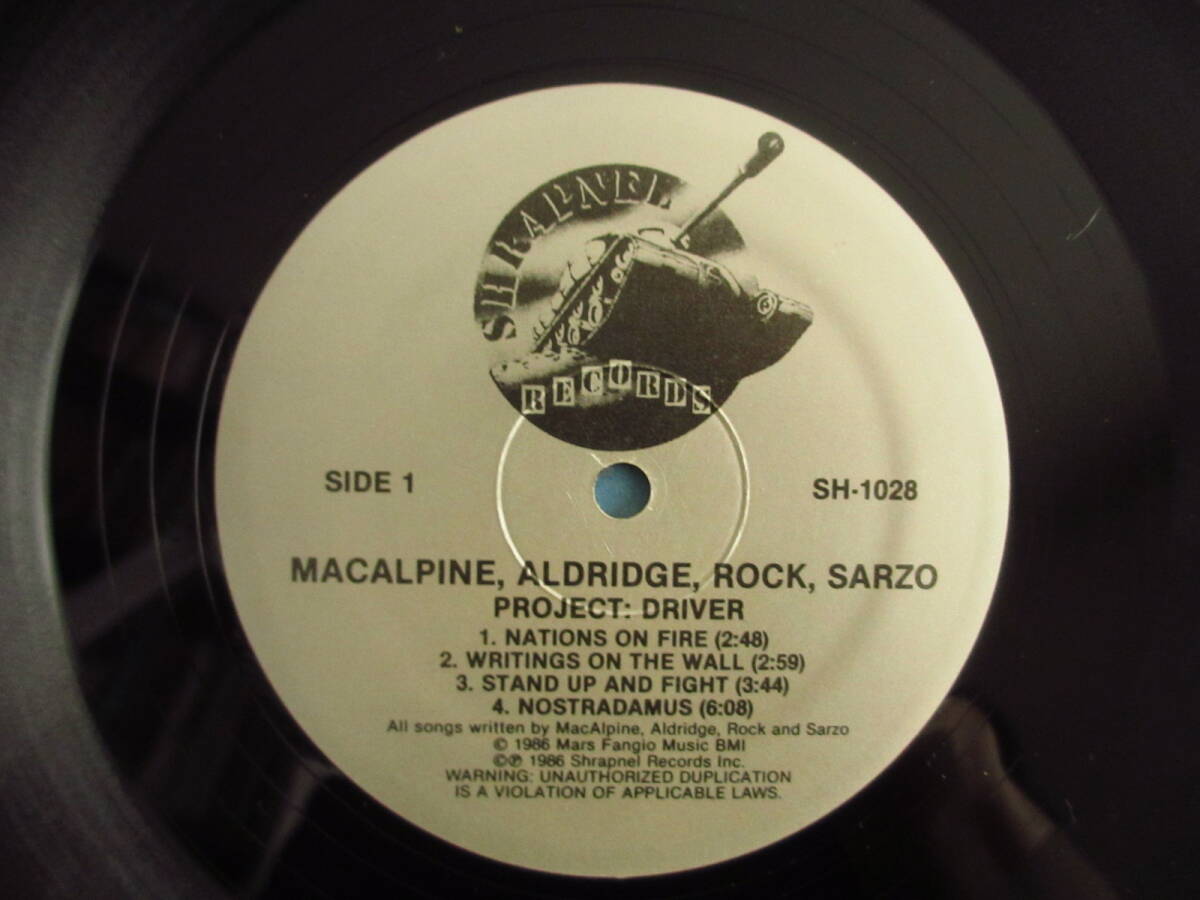 SHRAPNEL
RECORDS
SIDE 1
SH-1028
MACALPINE, ALDRIDGE, ROCK, SARZO
PROJECT: DRIVER
1. NATIONS ON FIRE (2:48)
2. WRITINGS ON THE WALL (2:59)
3. STAND UP AND FIGHT (3:44)
4. NOSTRADAMUS (6:08)
All songs written by MacAlpine, Aldridge, Rock and Sarzo
© 1986 Mars Fangio Music BMI
©℗ 1986 Shrapnel Records Inc.
WARNING: UNAUTHORIZED DUPLICATION
IS A VIOLATION OF APPLICABLE LAWS.